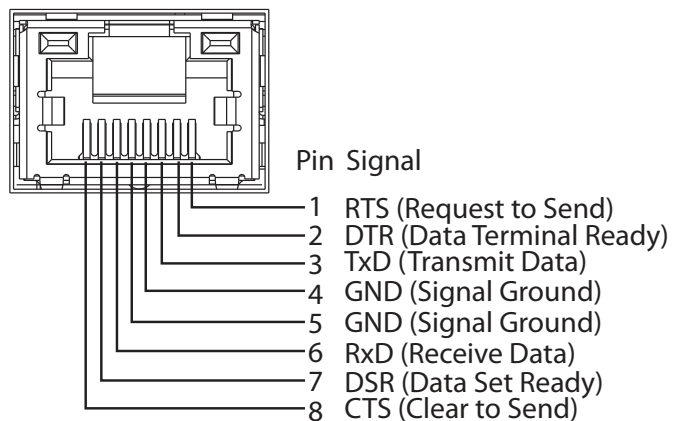 Pin Signal
1 RTS (Request to Send)
2 DTR (Data Terminal Ready)
3 TxD (Transmit Data)
4 GND (Signal Ground)
5 GND (Signal Ground)
6 RxD (Receive Data)
7 DSR (Data Set Ready)
8 CTS (Clear to Send)